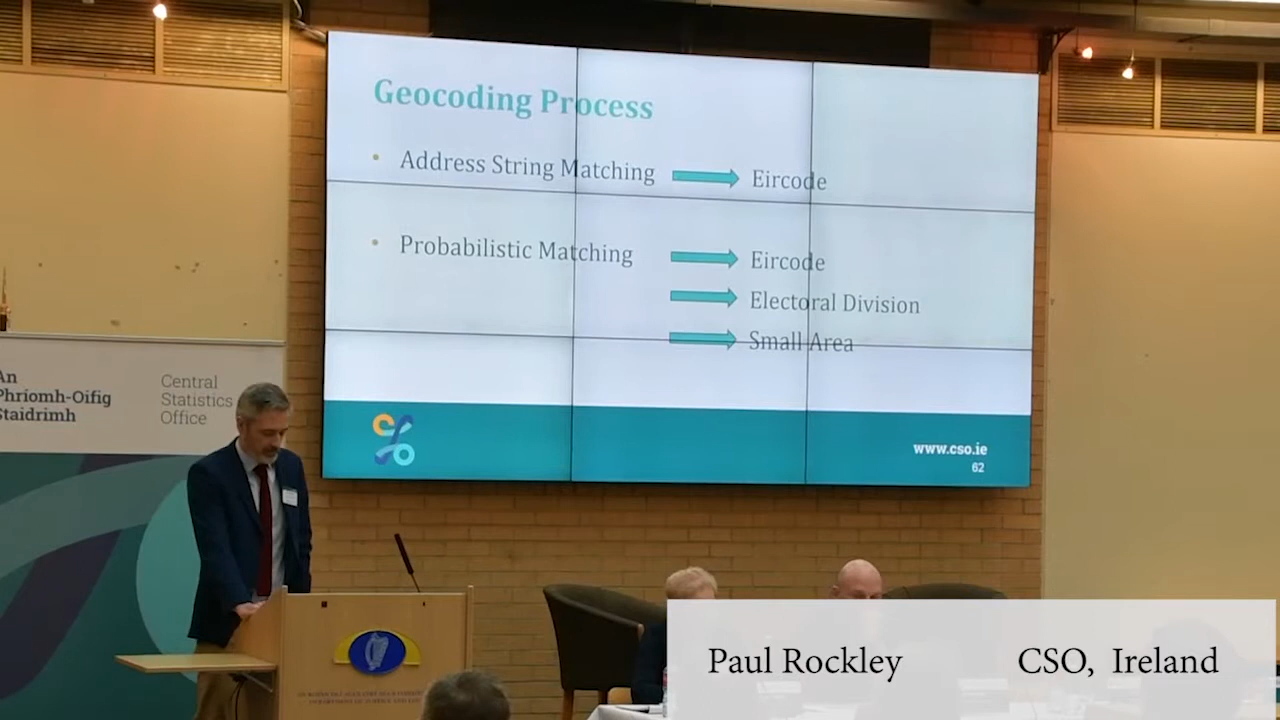 Geocoding Process
• Address String Matching Eircode
• Probabilistic Matching Eircode
Electoral Division
Small Area
www.cso.ie
62
An
Phríomh-Oifig
Staidrimh
Central
Statistics
Office
Paul Rockley CSO, Ireland